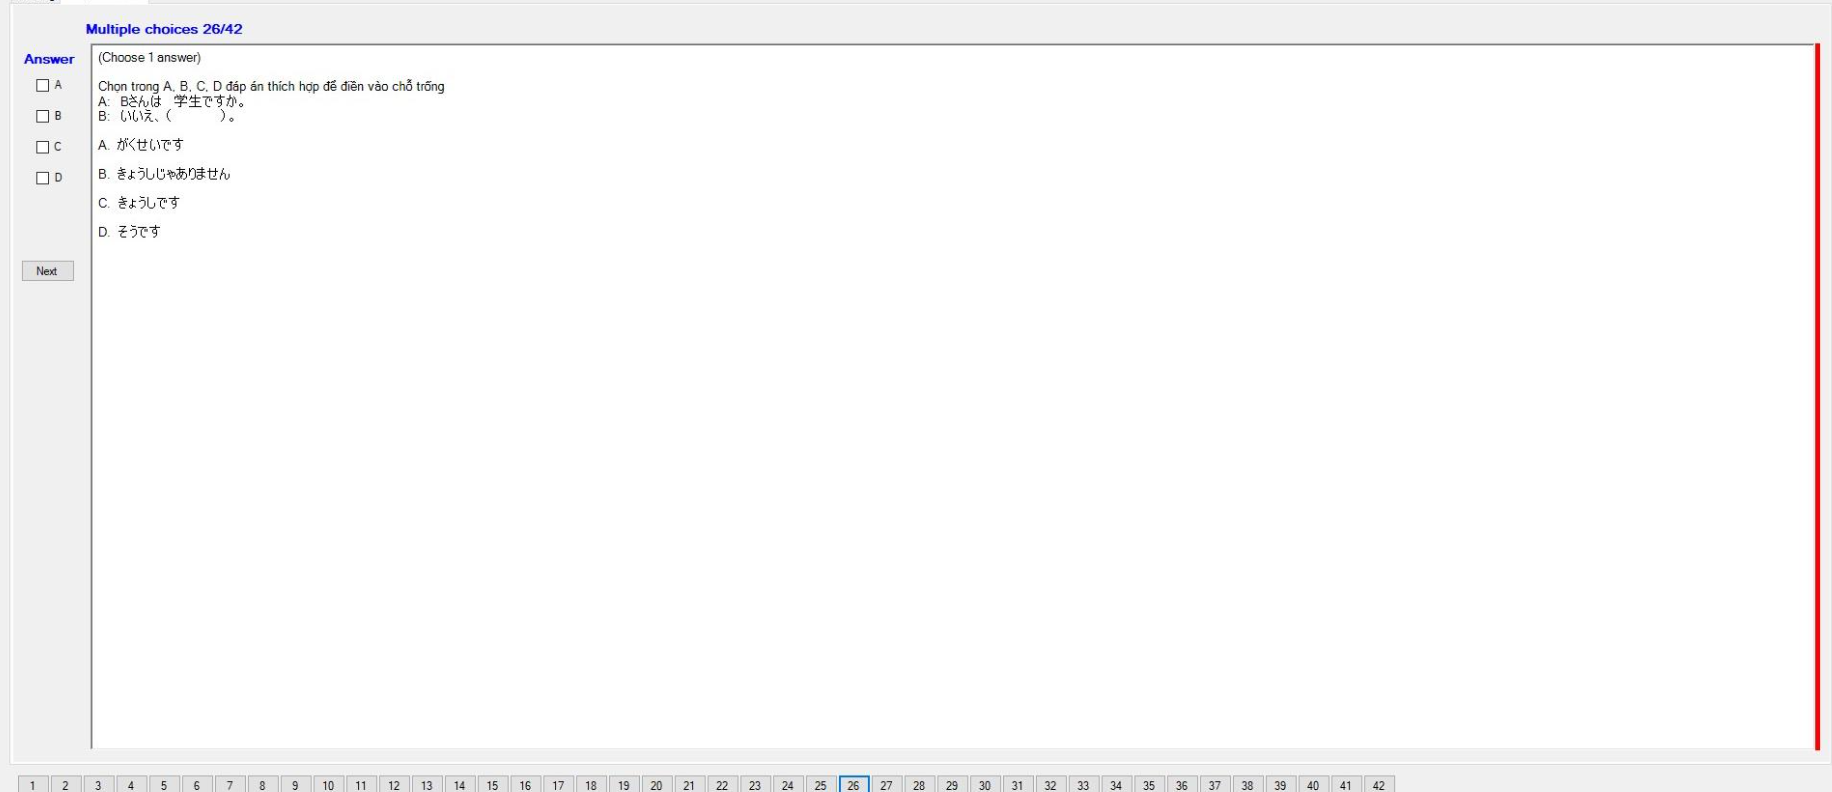 Multiple choices 26/42
Answer
(Choose 1 answer)
A
B
C
D
Chọn trong A, B, C, D đáp án thích hợp để điền vào chỗ trống
A: Bさんは 学生ですか。
B: いいえ、( )。
A. がくせいです
B. きょうしじゃありません
C. きょうしです
D. そうです
Next
1 2 3 4 5 6 7 8 9 10 11 12 13 14 15 16 17 18 19 20 21 22 23 24 25 26 27 28 29 30 31 32 33 34 35 36 37 38 39 40 41 42